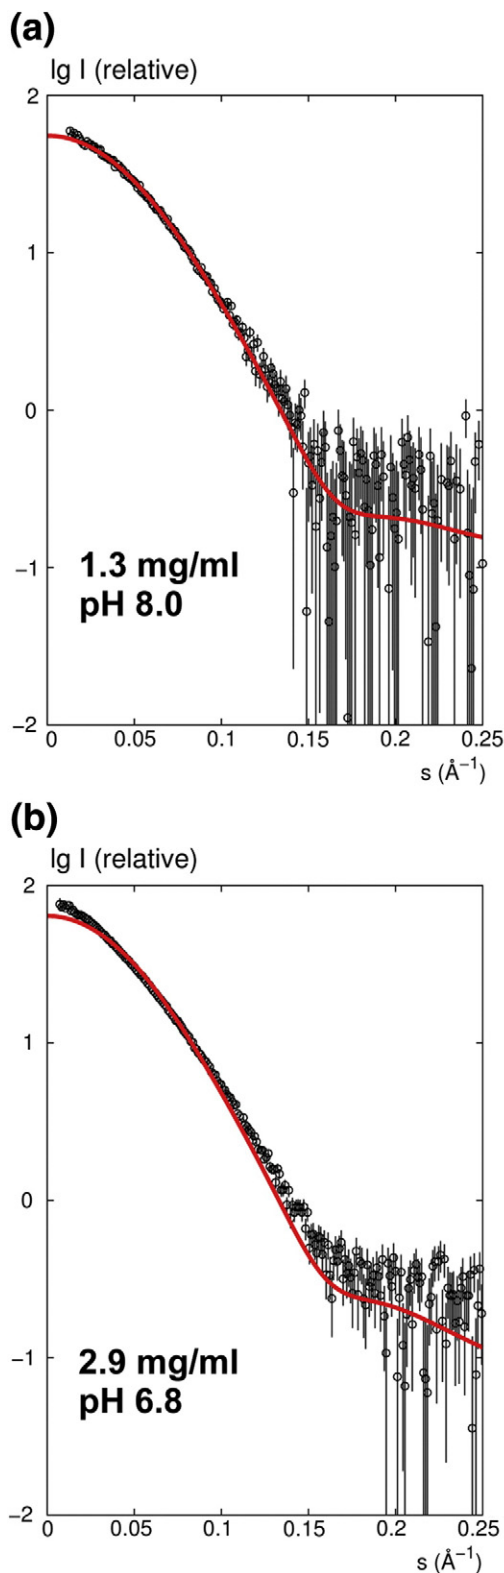 (a)
lg I (relative)
2
1
0
−1
−2
1.3 mg/ml
pH 8.0
0 0.05 0.1 0.15 0.2 0.25
s (Å⁻¹)
(b)
lg I (relative)
2
1
0
−1
−2
2.9 mg/ml
pH 6.8
0 0.05 0.1 0.15 0.2 0.25
s (Å⁻¹)